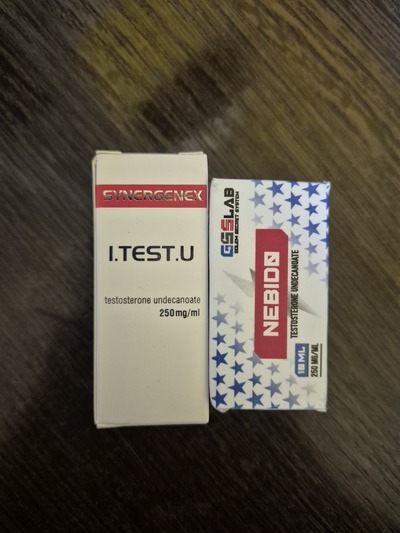 SYNERGENEX
I.TEST.U
testosterone undecanoate
250mg/ml
GSSLAB
NEBIDO
TESTOSTERONE UNDECANOATE
10 ML
250 MG/ML